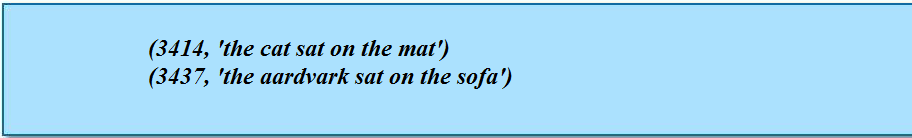 (3414, 'the cat sat on the mat')
(3437, 'the aardvark sat on the sofa')